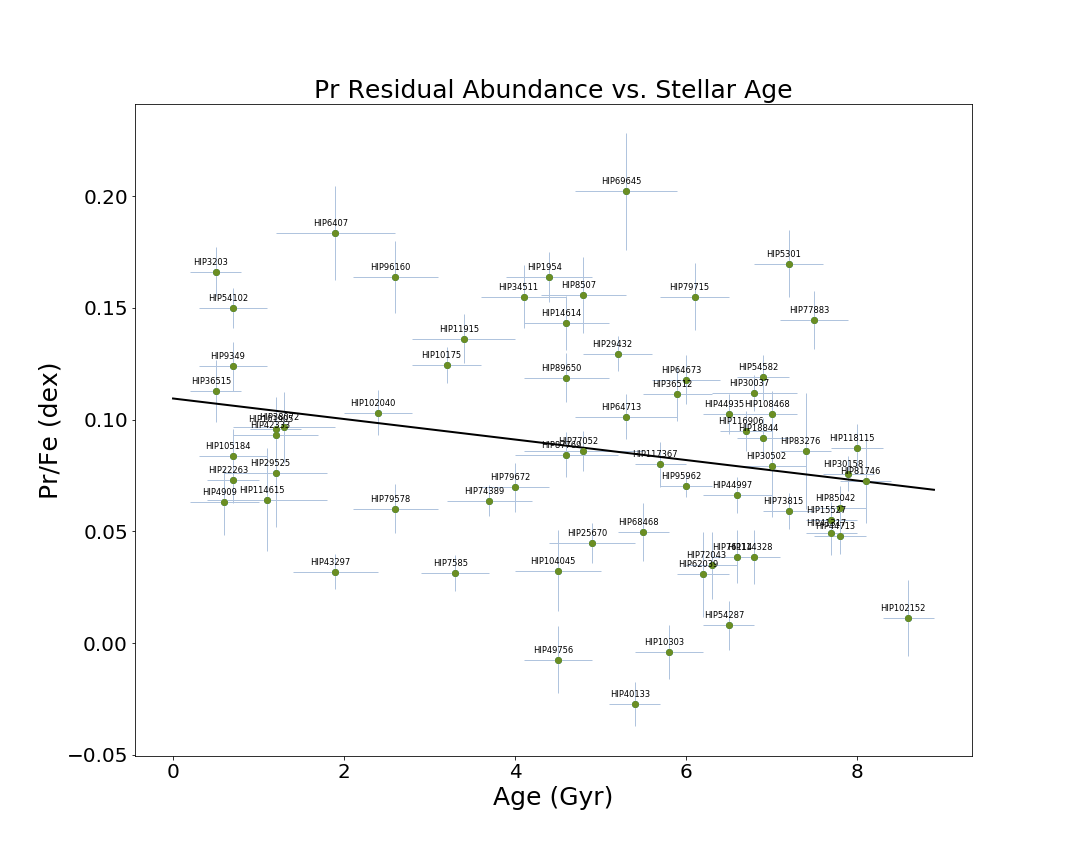 Pr Residual Abundance vs. Stellar Age
Pr/Fe (dex)
0.20
0.15
0.10
0.05
0.00
−0.05
HIP69645
HIP6407
HIP5301
HIP3203
HIP96160
HIP1954
HIP34511
HIP8507
HIP79715
HIP54102
HIP14614
HIP77883
HIP11915
HIP29432
HIP9349
HIP10175
HIP89650
HIP64673
HIP54582
HIP36515
HIP36512
HIP30037
HIP102040
HIP64713
HIP44935
HIP108468
HIP42333
HIP116906
HIP18844
HIP105184
HIP77052
HIP83276
HIP118115
HIP29525
HIP117367
HIP30502
HIP30158
HIP22263
HIP81746
HIP4909
HIP114615
HIP79672
HIP95962
HIP74389
HIP44997
HIP79578
HIP73815
HIP85042
HIP15527
HIP68468
HIP44713
HIP25670
HIP43297
HIP7585
HIP104045
HIP72043
HIP62039
HIP114328
HIP54287
HIP102152
HIP49756
HIP10303
HIP40133
0
2
4
6
8
Age (Gyr)